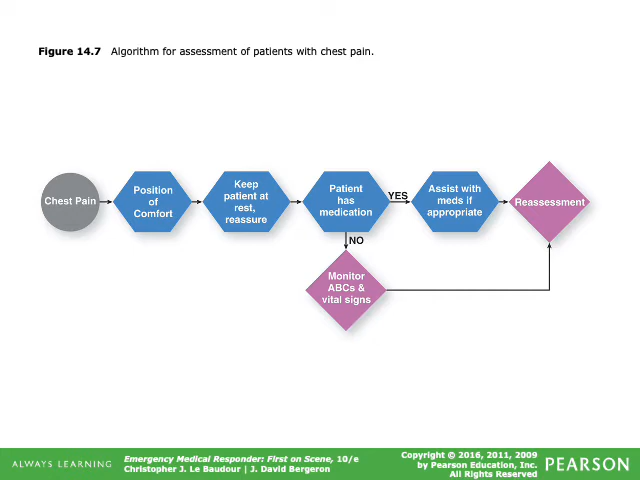 Figure 14.7 Algorithm for assessment of patients with chest pain.
Chest Pain
Position
of
Comfort
Keep
patient at
rest,
reassure
Patient
has
medication
YES
Assist with
meds if
appropriate
Reassessment
NO
Monitor
ABCs &
vital signs
ALWAYS LEARNING
Emergency Medical Responder: First on Scene, 10/e
Christopher J. Le Baudour | J. David Bergeron
Copyright © 2016, 2011, 2009
by Pearson Education, Inc.
All Rights Reserved
PEARSON